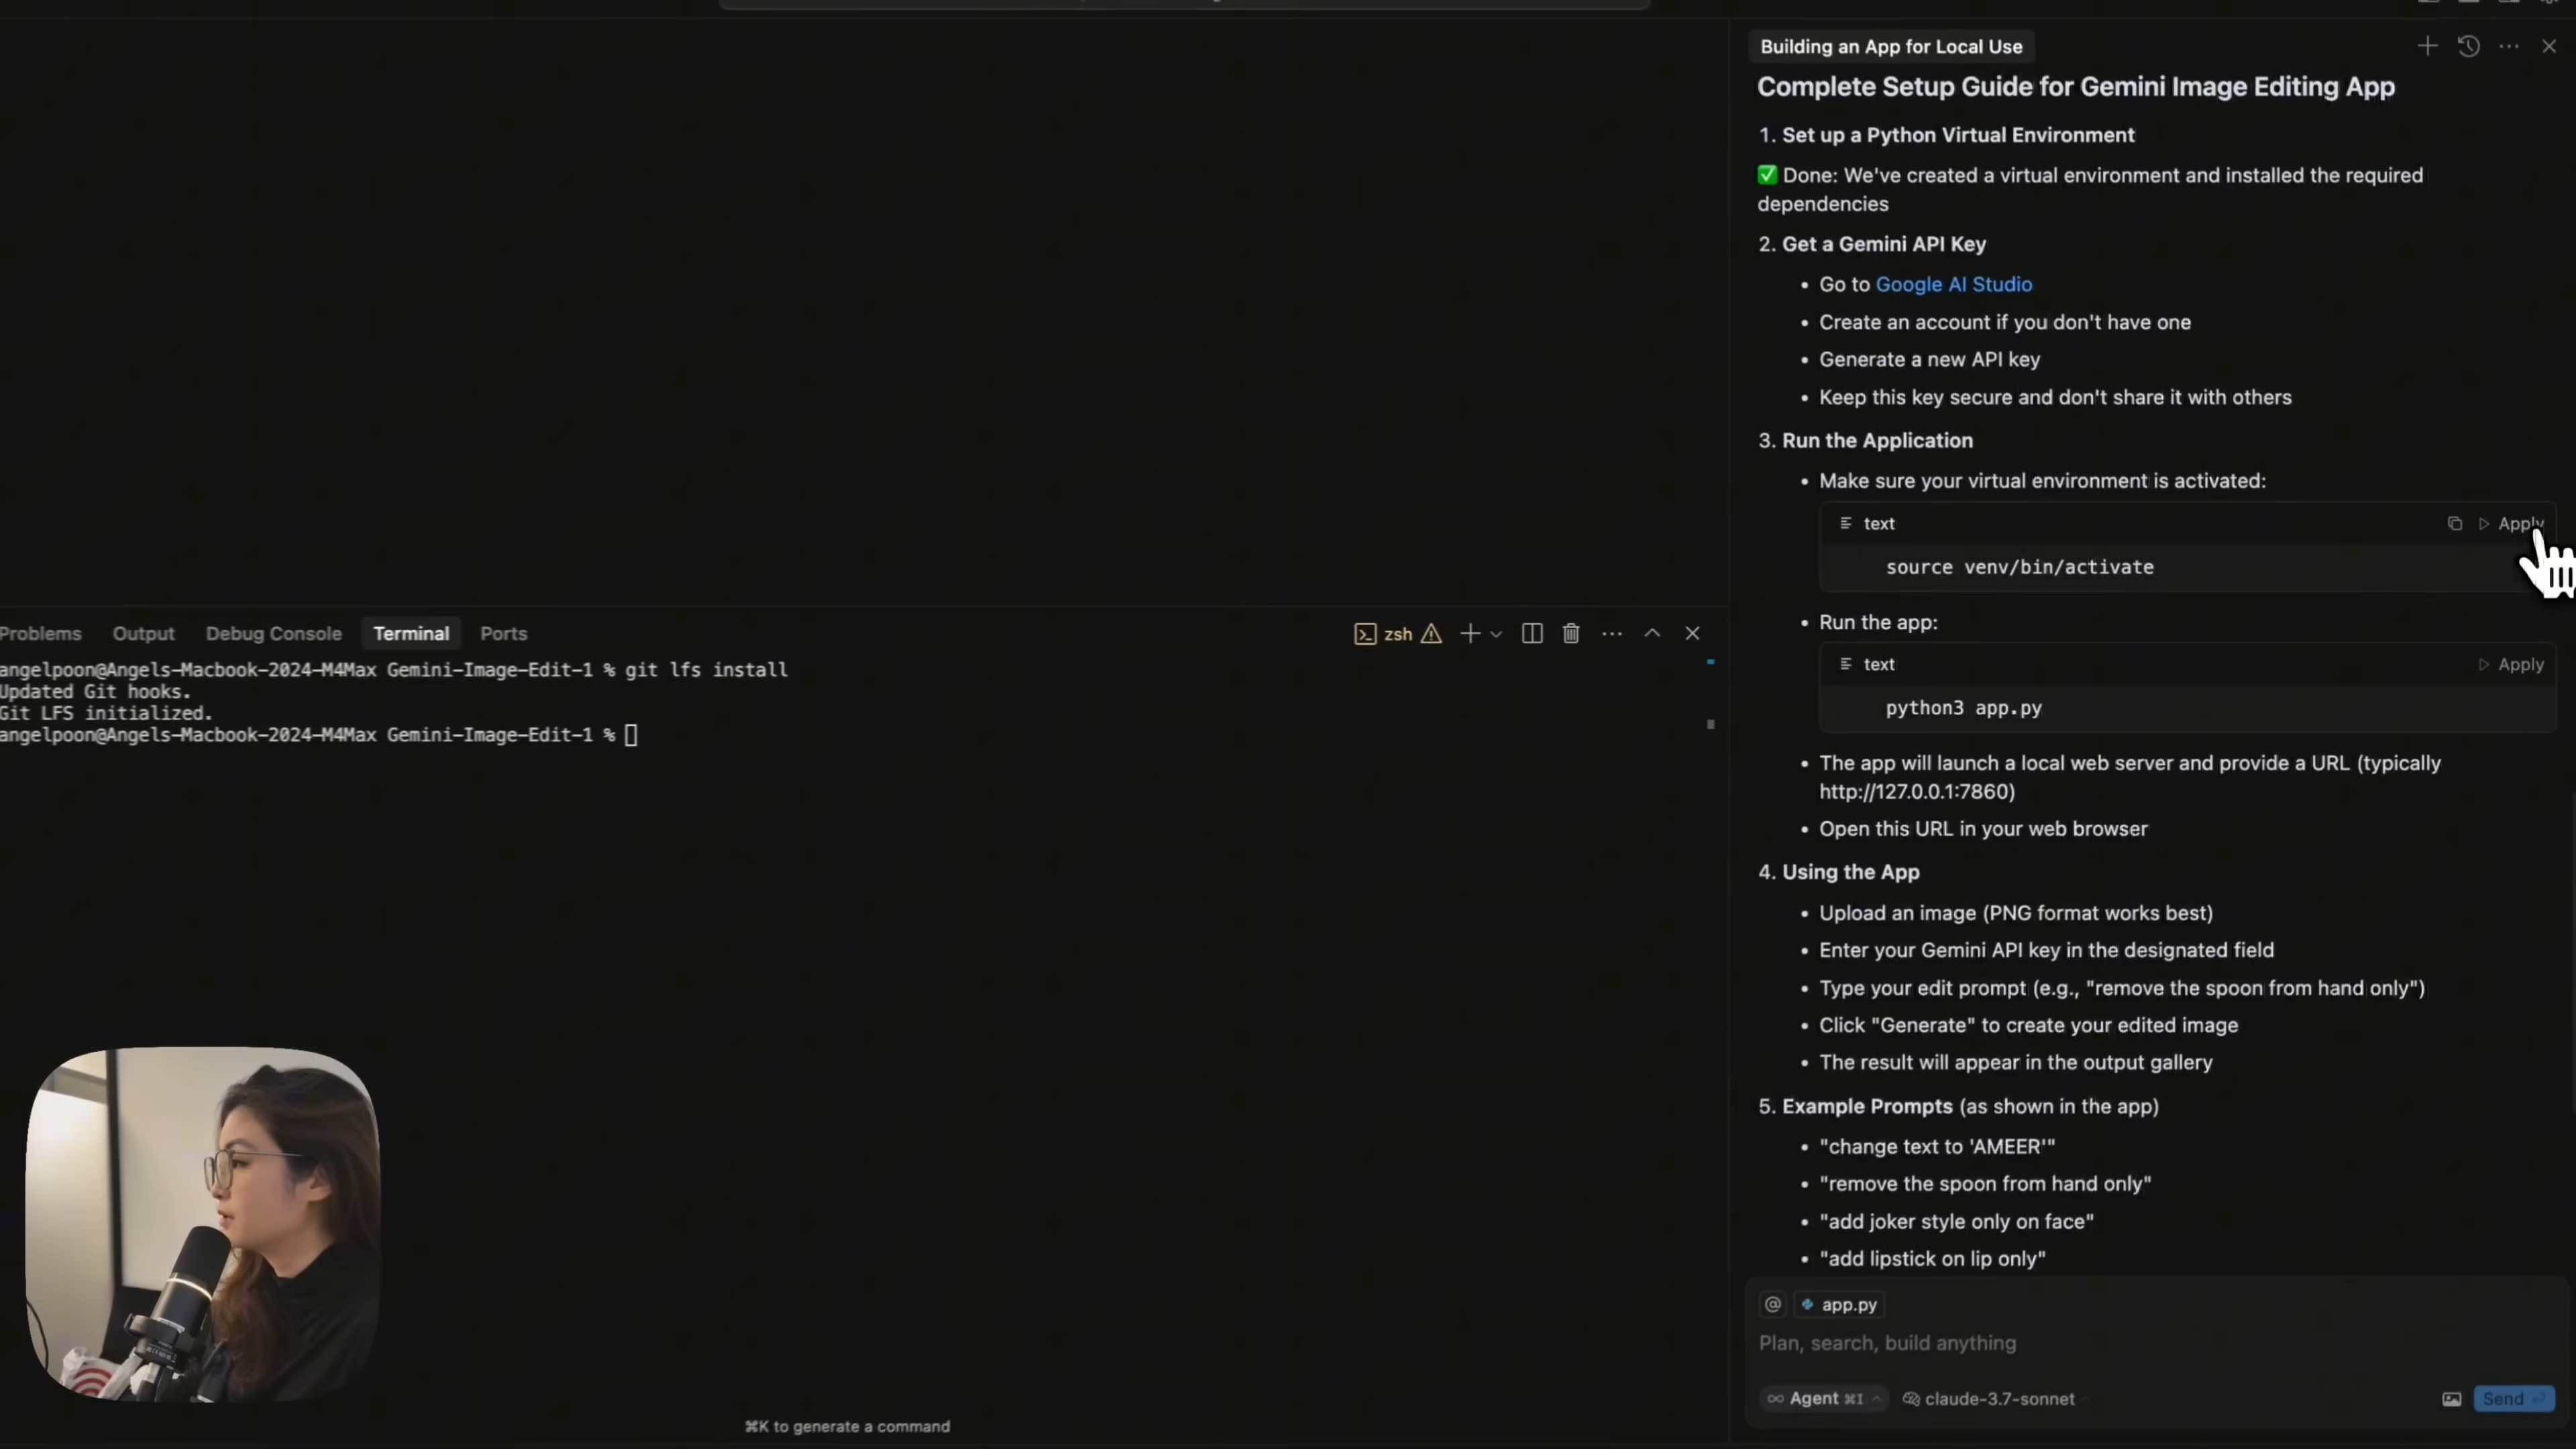 Building an App for Local Use
Complete Setup Guide for Gemini Image Editing App
1. Set up a Python Virtual Environment
✅ Done: We've created a virtual environment and installed the required
dependencies
2. Get a Gemini API Key
• Go to Google AI Studio
• Create an account if you don't have one
• Generate a new API key
• Keep this key secure and don't share it with others
3. Run the Application
• Make sure your virtual environment is activated:
text
Apply
source venv/bin/activate
• Run the app:
text
Apply
python3 app.py
• The app will launch a local web server and provide a URL (typically
http://127.0.0.1:7860)
• Open this URL in your web browser
4. Using the App
• Upload an image (PNG format works best)
• Enter your Gemini API key in the designated field
• Type your edit prompt (e.g., "remove the spoon from hand only")
• Click "Generate" to create your edited image
• The result will appear in the output gallery
5. Example Prompts (as shown in the app)
• "change text to 'AMEER'"
• "remove the spoon from hand only"
• "add joker style only on face"
• "add lipstick on lip only"
@ app.py
Plan, search, build anything
Agent ⌘I claude-3.7-sonnet
Send
Problems Output Debug Console Terminal Ports
zsh
angelpoon@Angels-Macbook-2024-M4Max Gemini-Image-Edit-1 % git lfs install
Updated Git hooks.
Git LFS initialized.
angelpoon@Angels-Macbook-2024-M4Max Gemini-Image-Edit-1 %
⌘K to generate a command